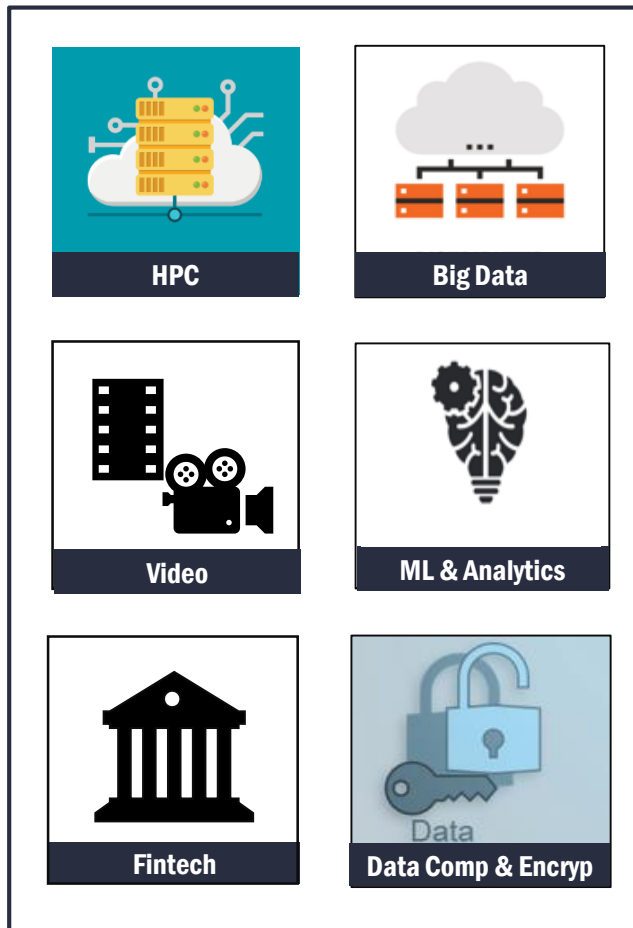 HPC
Big Data
Video
ML & Analytics
Fintech
Data
Data Comp & Encryp